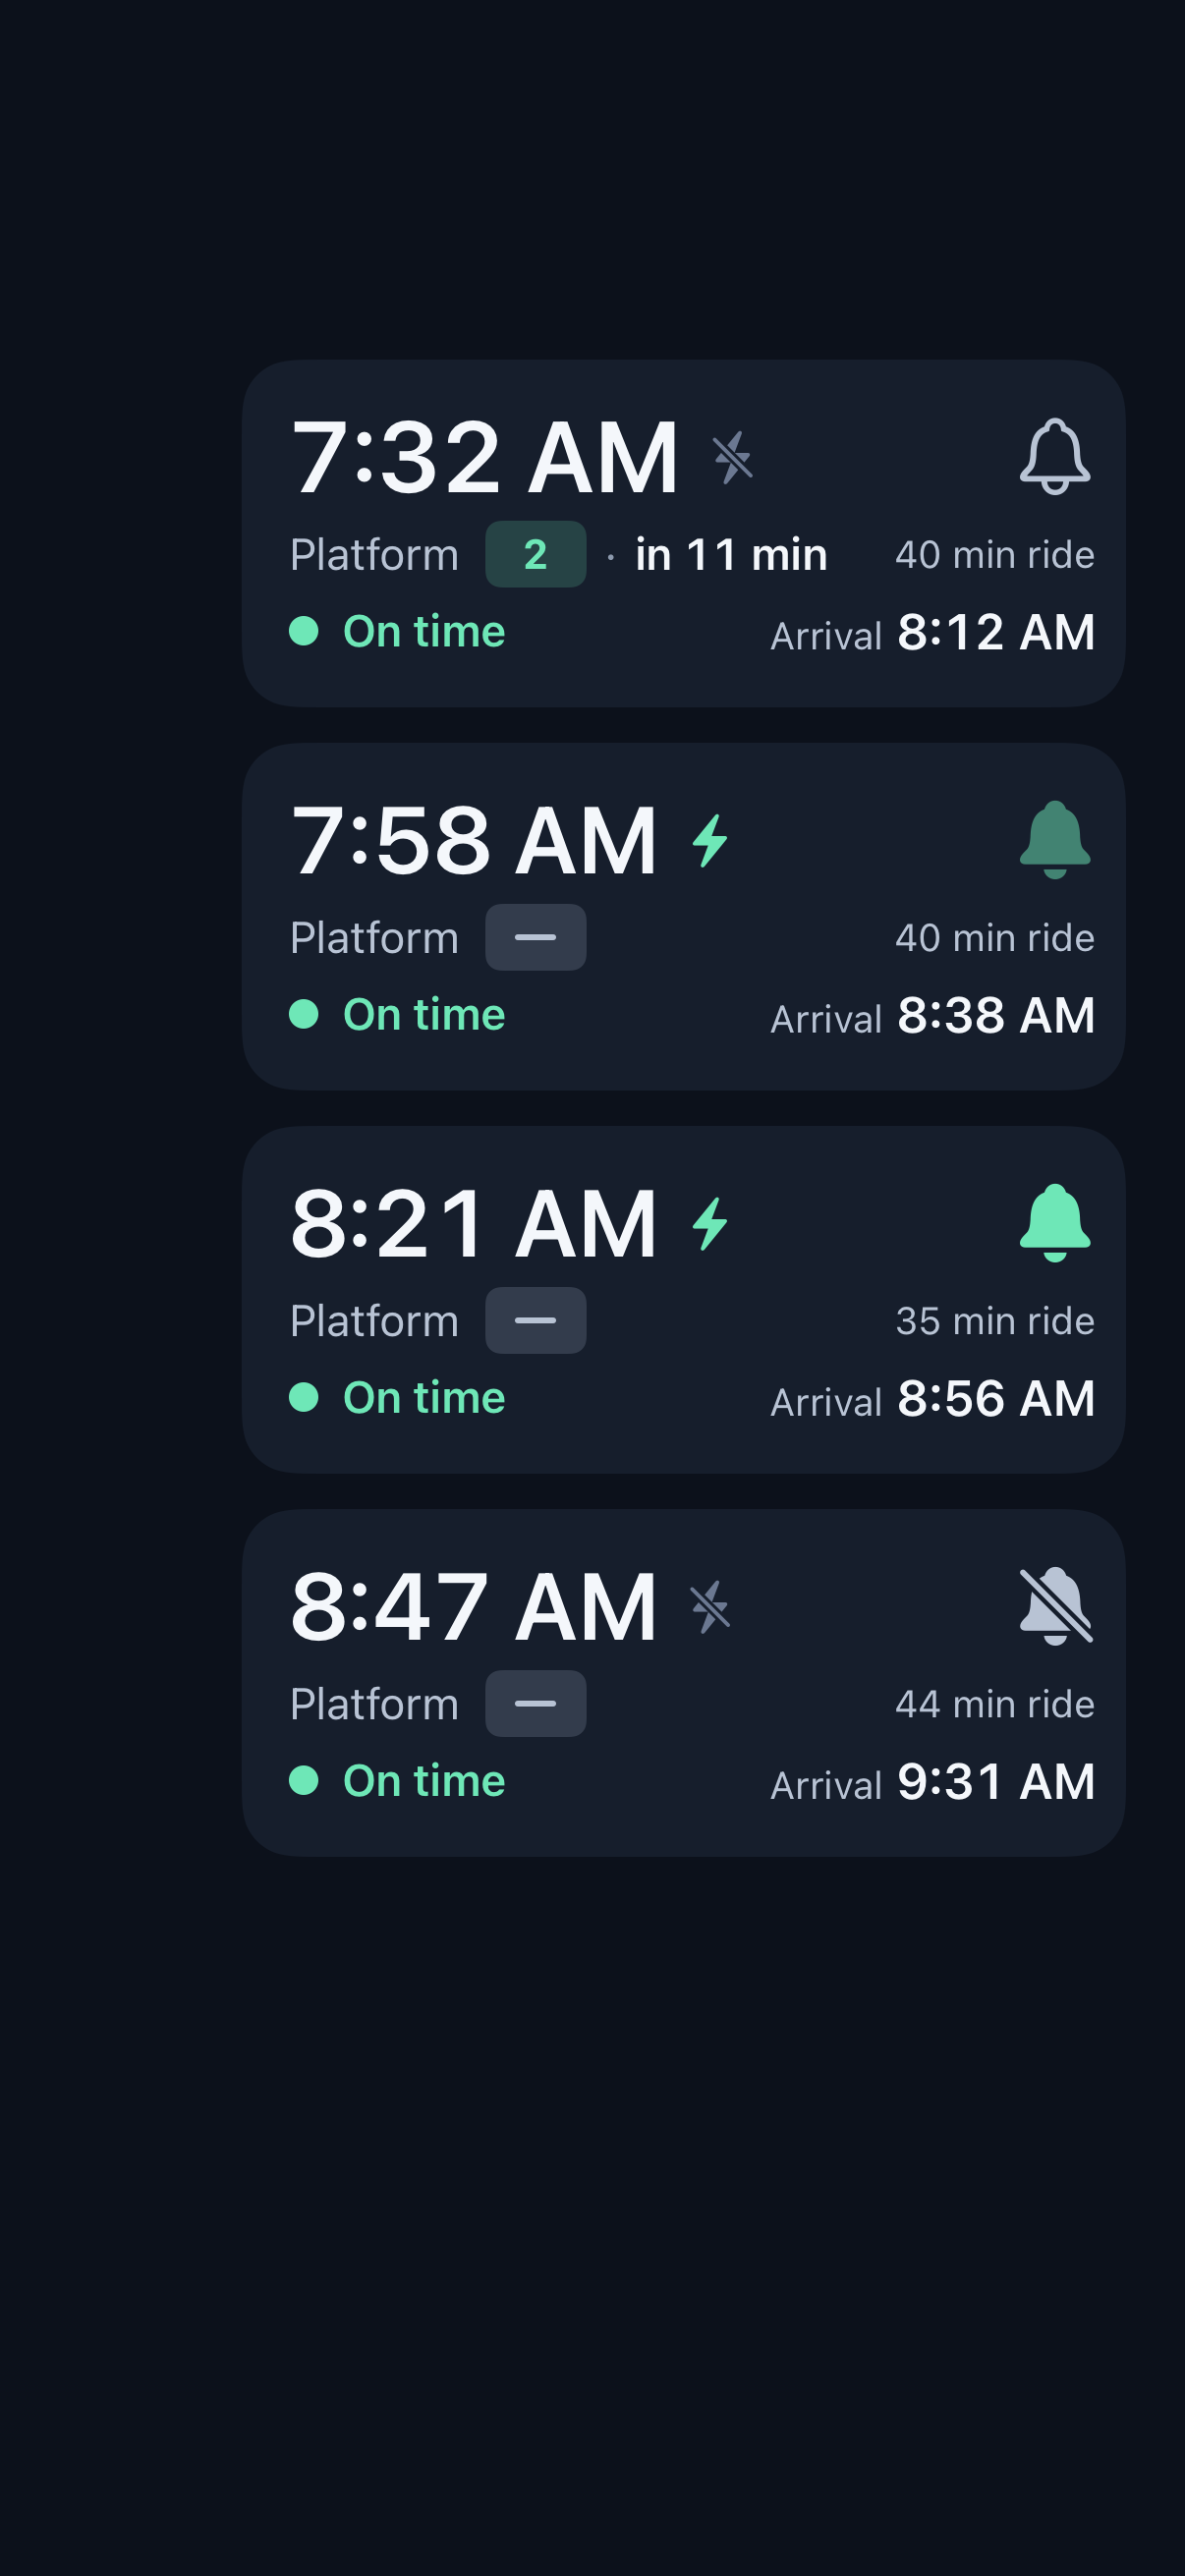 7:32 AM
Platform 2 · in 11 min 40 min ride
On time Arrival 8:12 AM
7:58 AM
Platform — 40 min ride
On time Arrival 8:38 AM
8:21 AM
Platform — 35 min ride
On time Arrival 8:56 AM
8:47 AM
Platform — 44 min ride
On time Arrival 9:31 AM